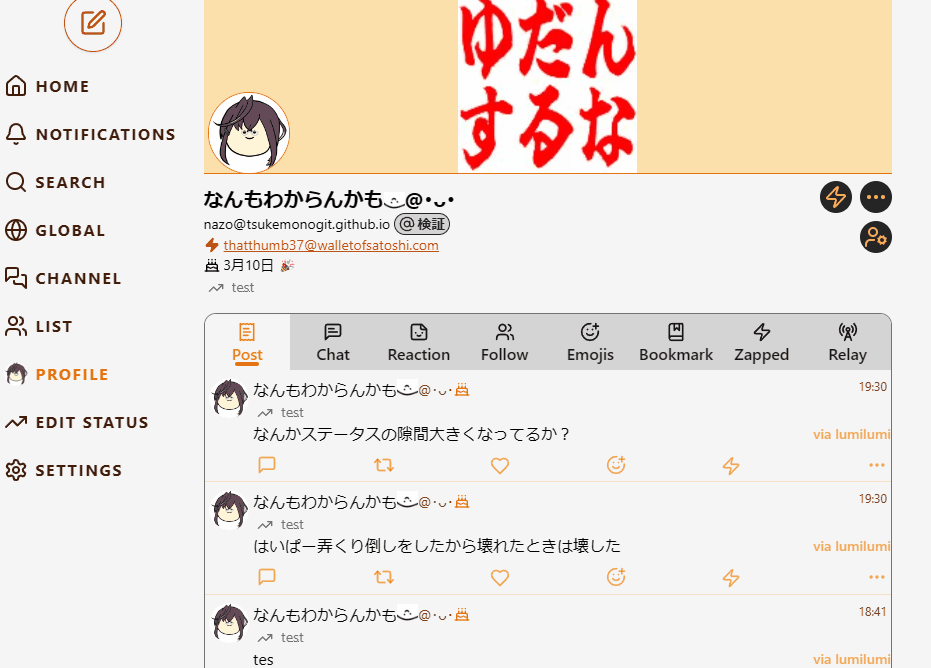 HOME
NOTIFICATIONS
SEARCH
GLOBAL
CHANNEL
LIST
PROFILE
EDIT STATUS
SETTINGS
ゆだん
するな
なんもわからんかも@･ᴗ･
nazo@tsukemonogit.github.io @検証
thatthumb37@walletofsatoshi.com
3月10日 🎉
test
Post Chat Reaction Follow Emojis Bookmark Zapped Relay
なんもわからんかも@･ᴗ･ 19:30
test
なんかステータスの隙間大きくなってるか？ via lumilumi
なんもわからんかも@･ᴗ･ 19:30
test
はいぱー弄くり倒しをしたから壊れたときは壊した via lumilumi
なんもわからんかも@･ᴗ･ 18:41
test
tes via lumilumi